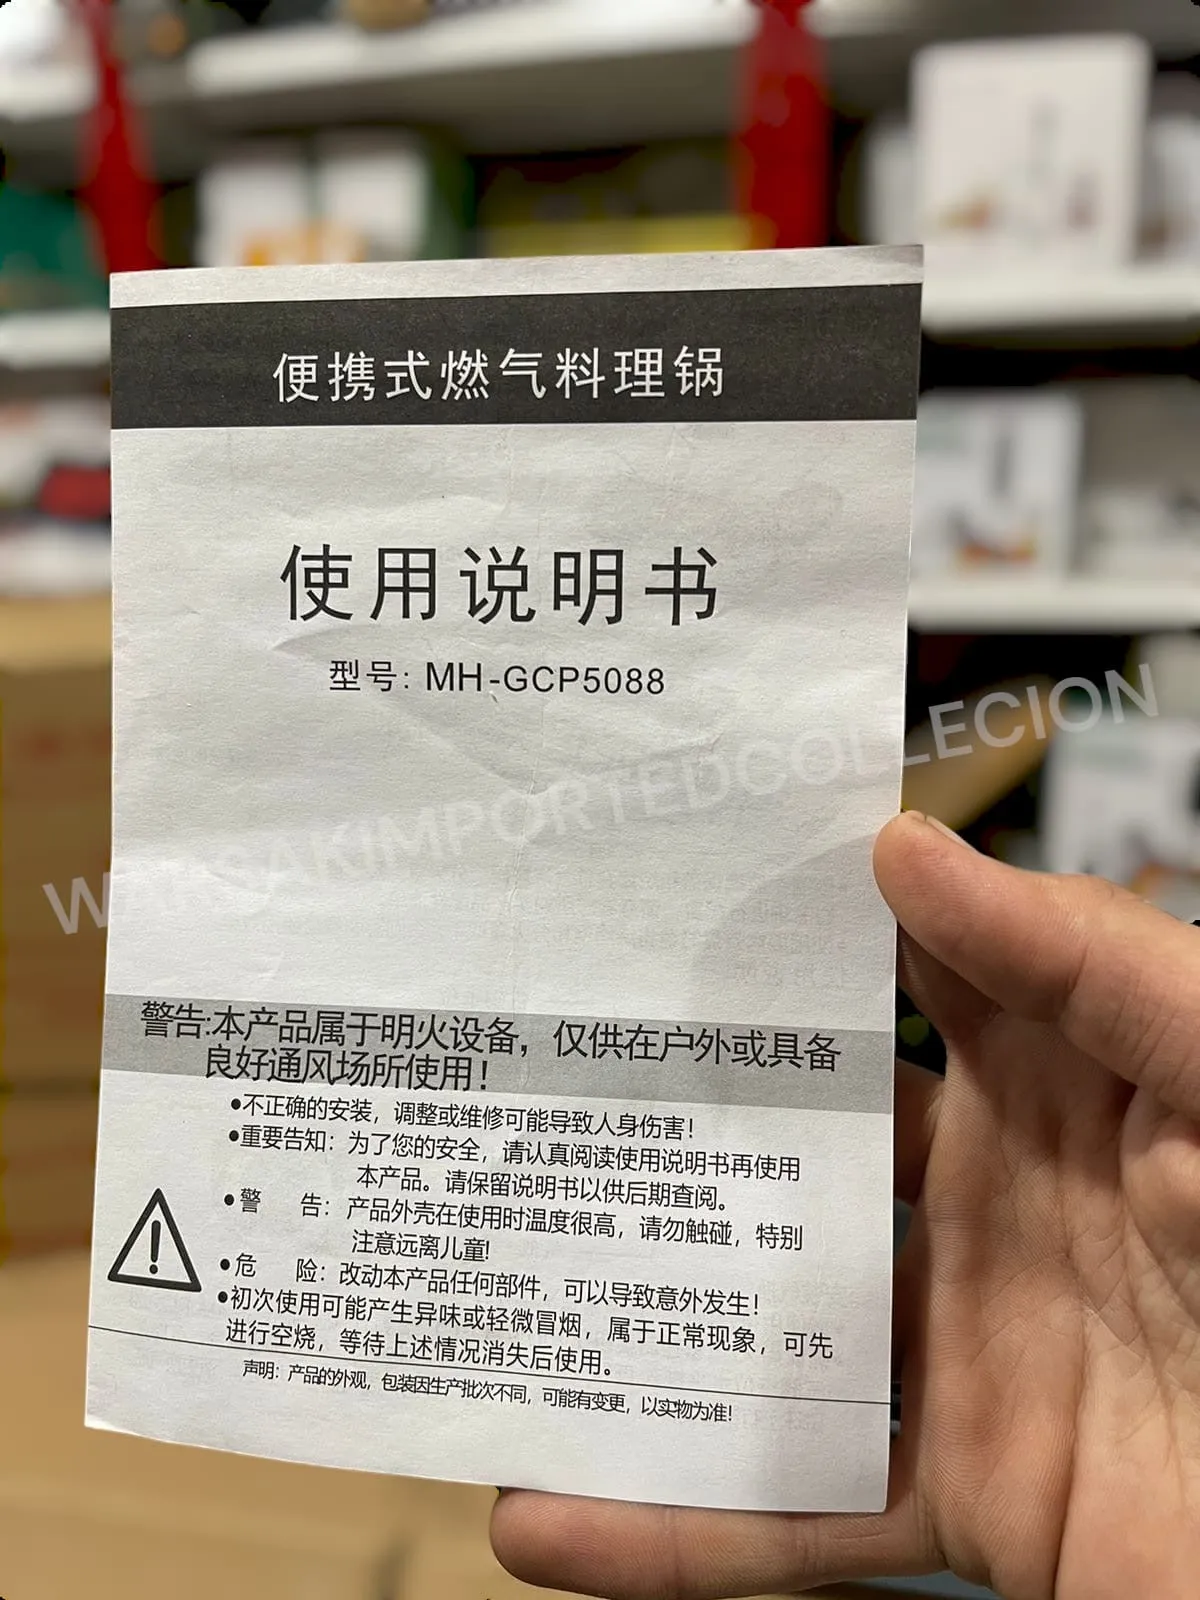 便携式燃气料理锅
使用说明书
型号: MH-GCP5088
WAKSAKIMPORTEDCOLLECION
警告:本产品属于明火设备，仅供在户外或具备
良好通风场所使用！
●不正确的安装，调整或维修可能导致人身伤害！
●重要告知：为了您的安全，请认真阅读使用说明书再使用
本产品。请保留说明书以供后期查阅。
●警 告：产品外壳在使用时温度很高，请勿触碰，特别
注意远离儿童!
●危 险：改动本产品任何部件，可以导致意外发生！
●初次使用可能产生异味或轻微冒烟，属于正常现象，可先
进行空烧，等待上述情况消失后使用。
声明：产品的外观，包装因生产批次不同，可能有变更，以实物为准！